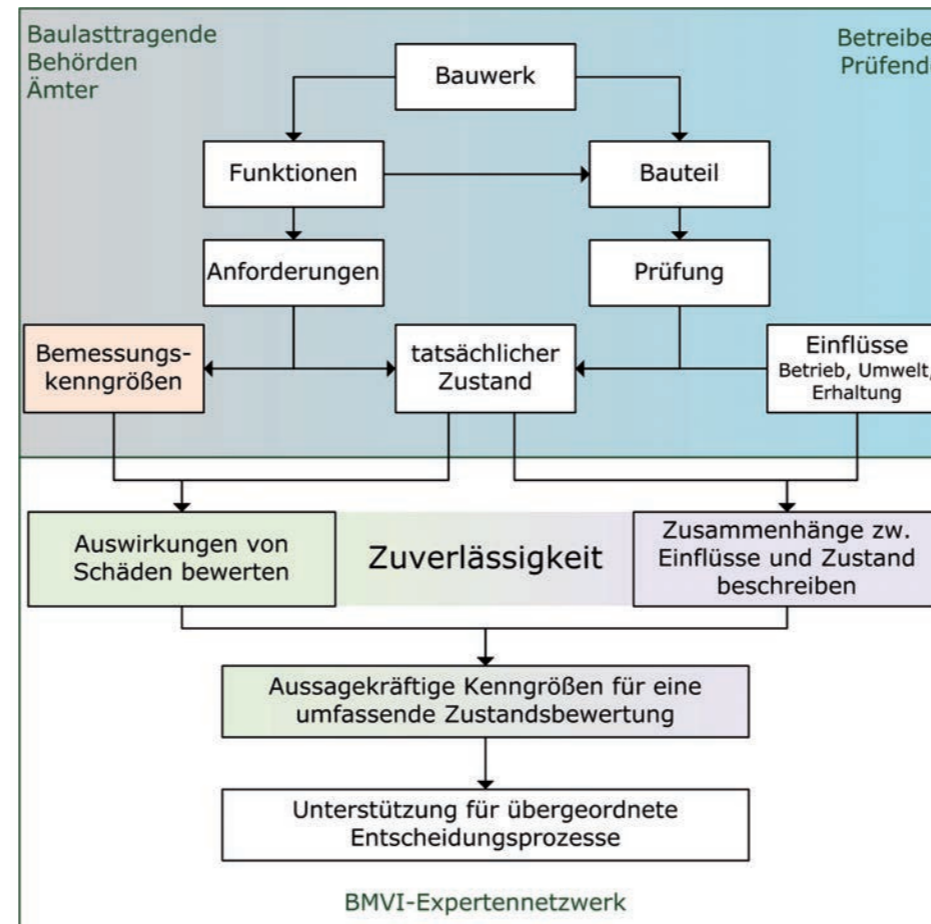 Baulasttragende
Behörden
Ämter
Bauwerk
Funktionen
Bauteil
Anforderungen
Prüfung
Bemessungs-
kenngrößen
tatsächlicher
Zustand
Einflüsse
Betrieb, Umwelt,
Erhaltung
Auswirkungen von
Schäden bewerten
Zuverlässigkeit
Zusammenhänge zw.
Einflüsse und Zustand
beschreiben
Aussagekräftige Kenngrößen für eine
umfassende Zustandsbewertung
Unterstützung für übergeordnete
Entscheidungsprozesse
BMVI-Expertennetzwerk